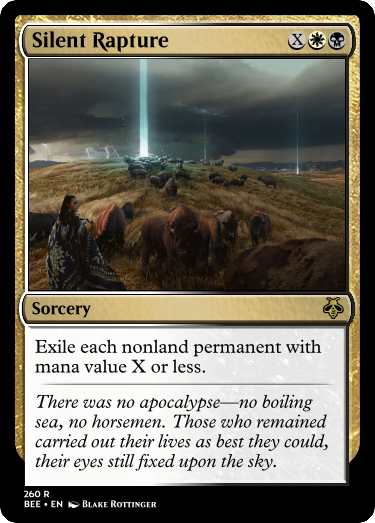 Silent Rapture X
Sorcery
Exile each nonland permanent with
mana value X or less.
There was no apocalypse—no boiling
sea, no horsemen. Those who remained
carried out their lives as best they could,
their eyes still fixed upon the sky.
260 R
BEE • EN Blake Rottinger